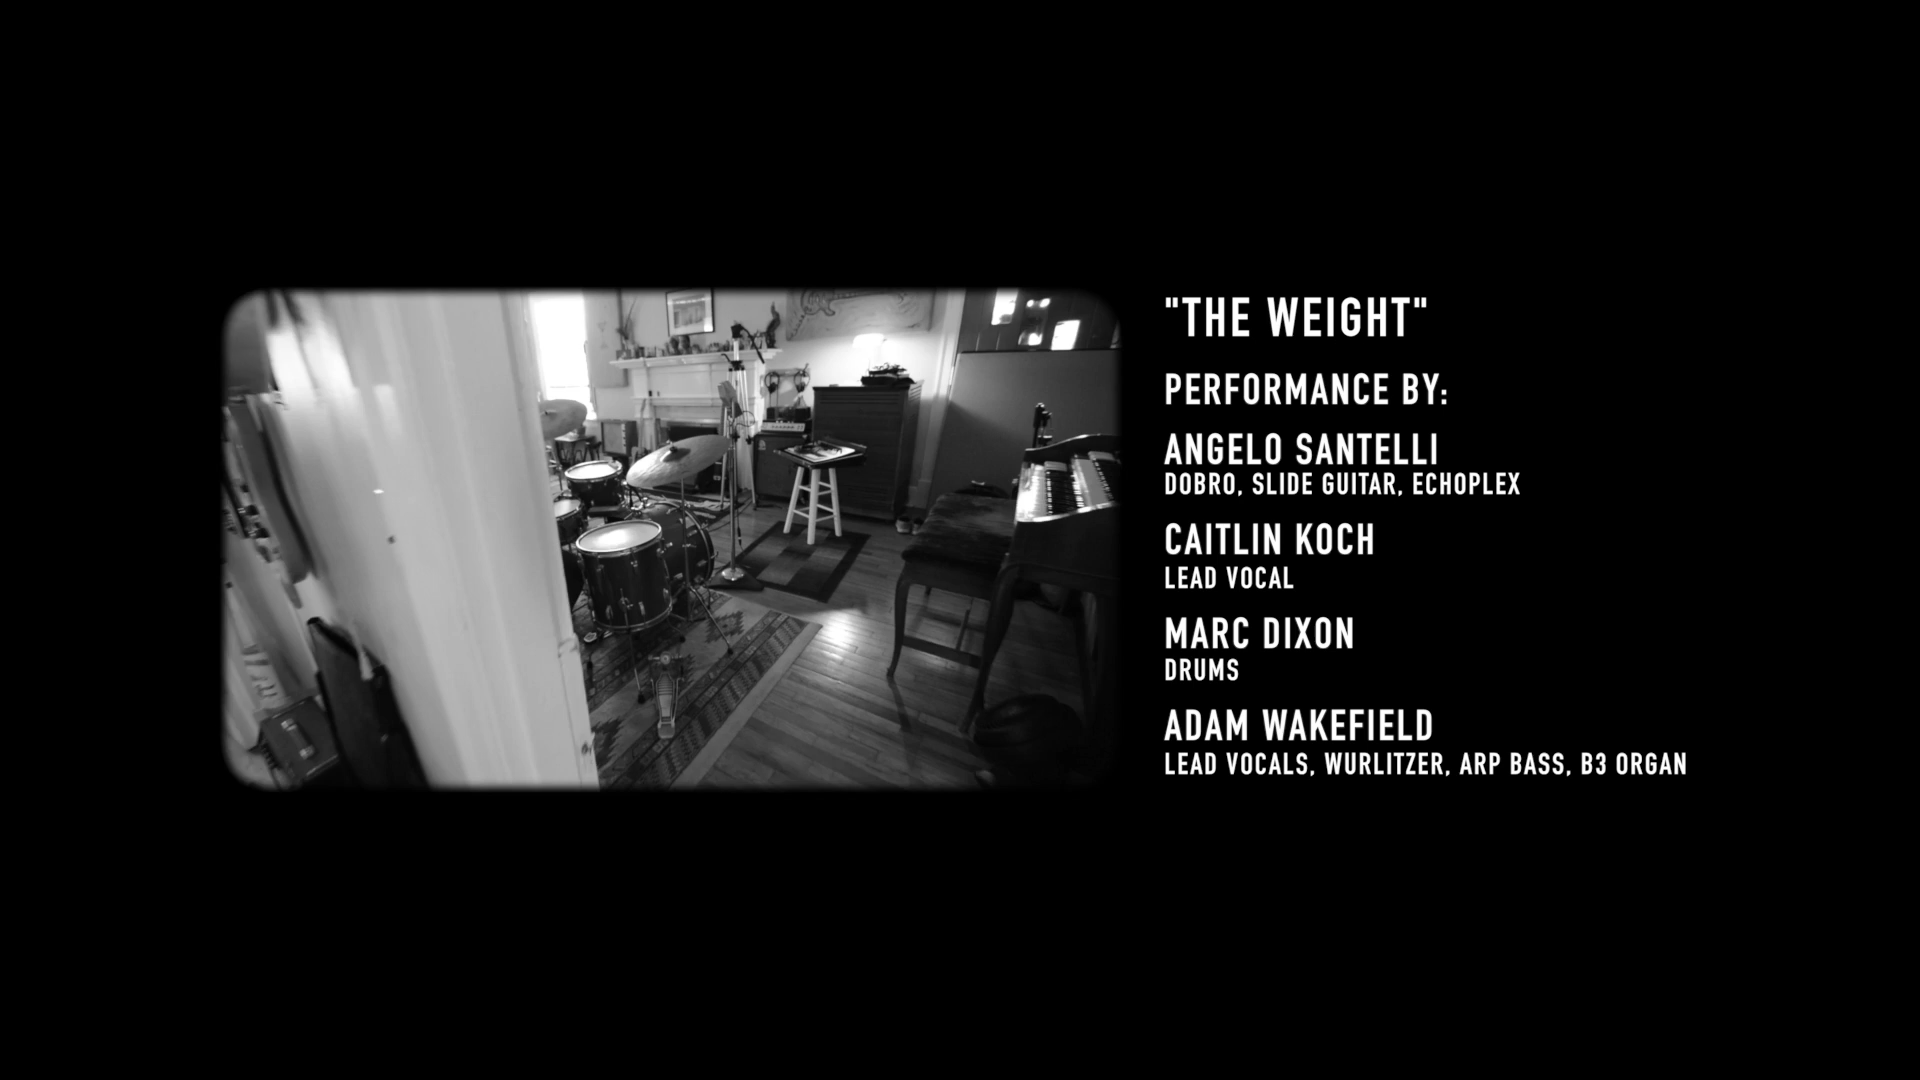 "THE WEIGHT"
PERFORMANCE BY:
ANGELO SANTELLI
DOBRO, SLIDE GUITAR, ECHOPLEX
CAITLIN KOCH
LEAD VOCAL
MARC DIXON
DRUMS
ADAM WAKEFIELD
LEAD VOCALS, WURLITZER, ARP BASS, B3 ORGAN